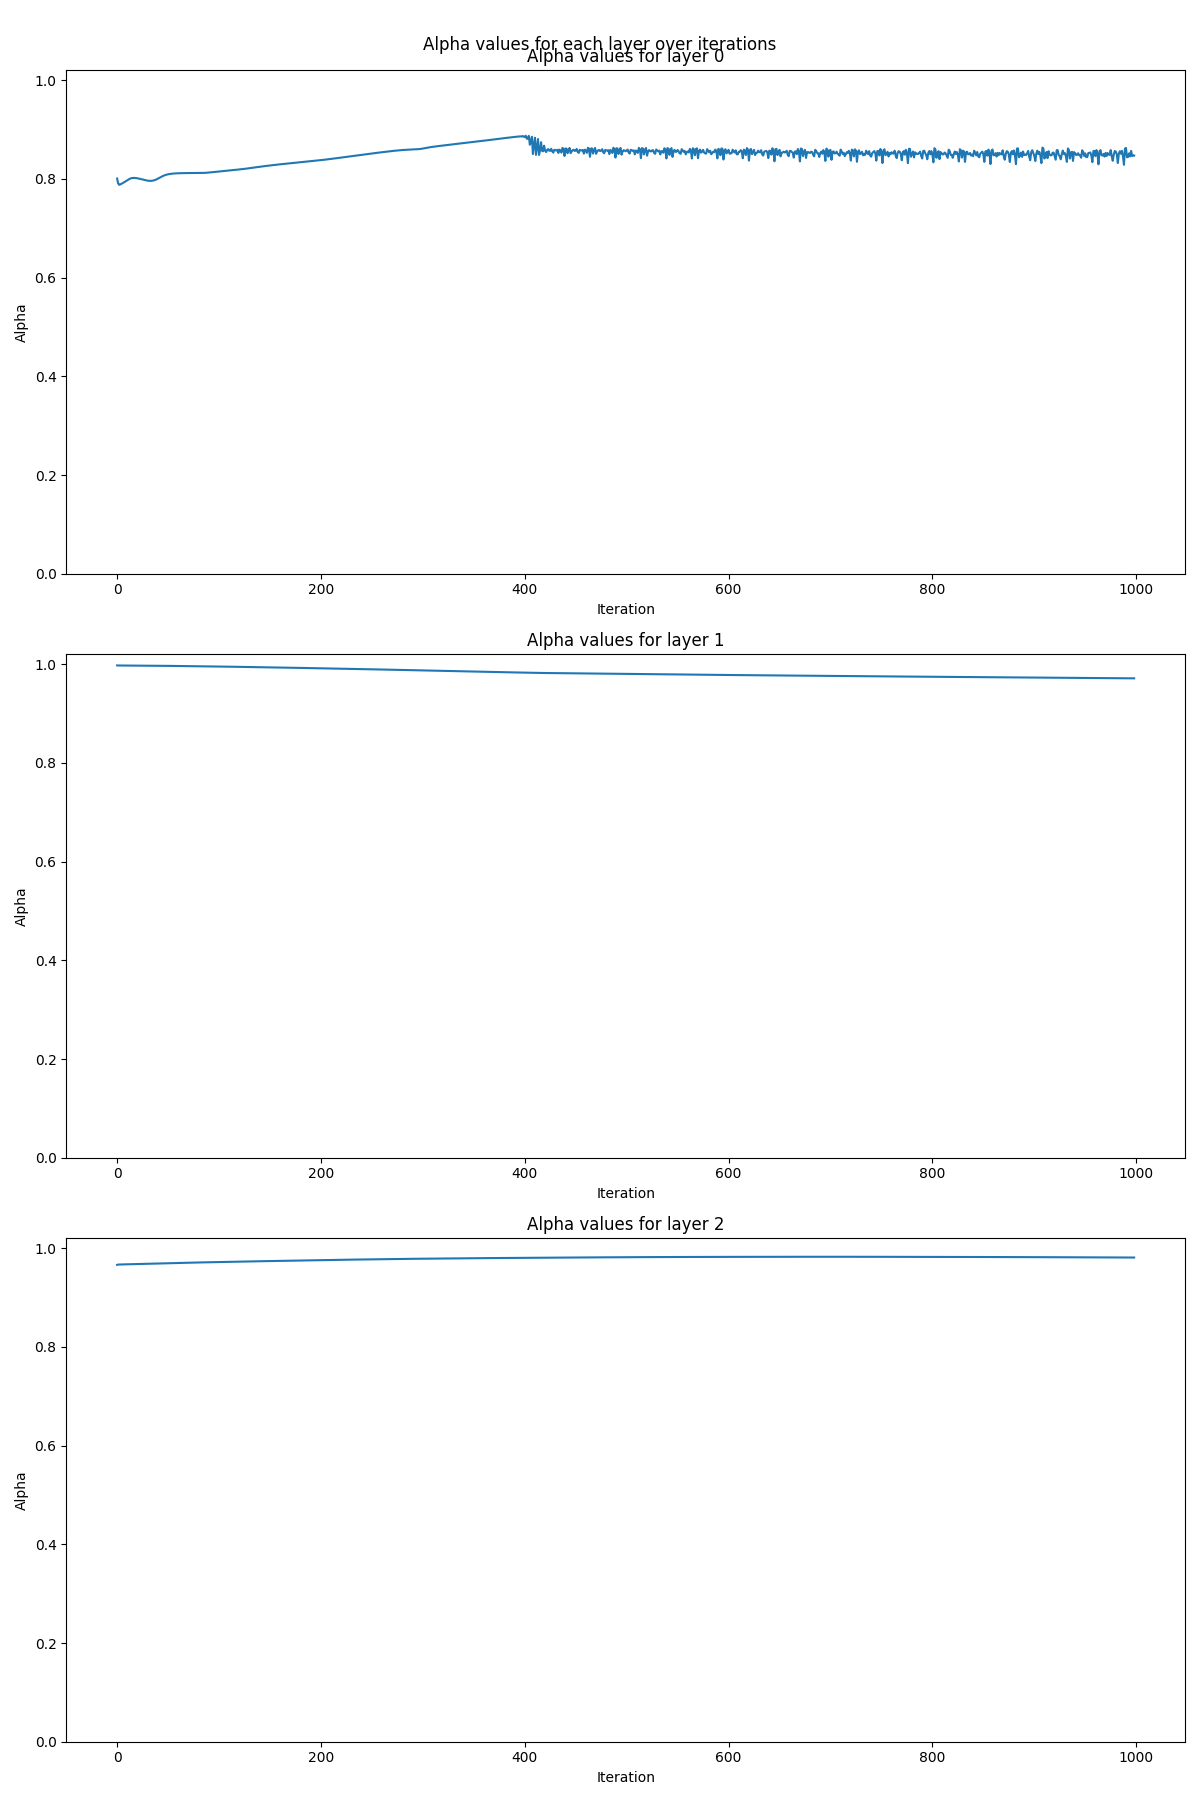 Alpha values for each layer over iterations
Alpha values for layer 0
1.0
0.8
0.6
0.4
0.2
0.0
Alpha
0 200 400 600 800 1000
Iteration
Alpha values for layer 1
1.0
0.8
0.6
0.4
0.2
0.0
Alpha
0 200 400 600 800 1000
Iteration
Alpha values for layer 2
1.0
0.8
0.6
0.4
0.2
0.0
Alpha
0 200 400 600 800 1000
Iteration